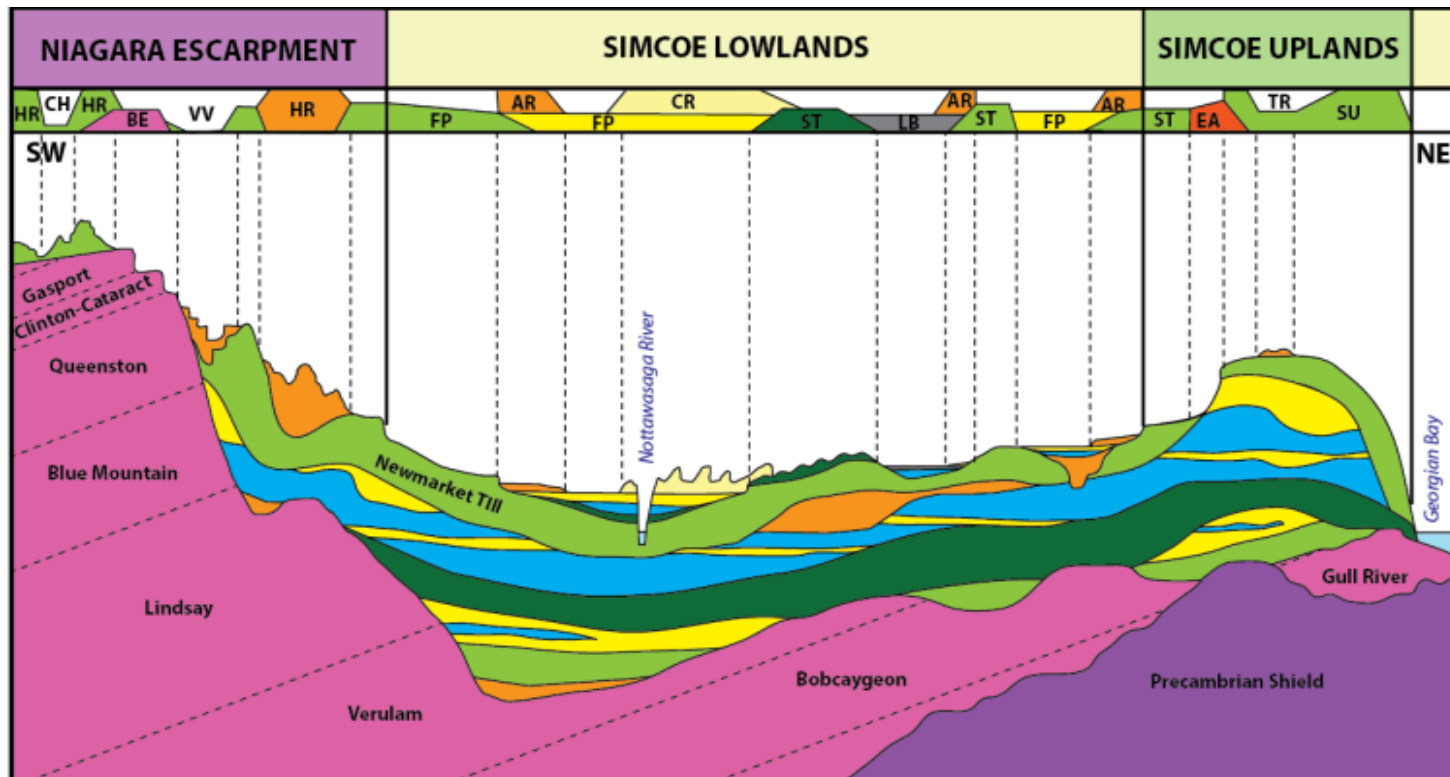 NIAGARA ESCARPMENT
SIMCOE LOWLANDS
SIMCOE UPLANDS
HR
CH
HR
BE
VV
HR
FP
AR
FP
CR
ST
LB
AR
ST
FP
AR
ST
EA
TR
SU
SW
NE
Gasport
Clinton-Cataract
Queenston
Blue Mountain
Lindsay
Verulam
Newmarket Till
Nottawasaga River
Bobcaygeon
Precambrian Shield
Gull River
Georgian Bay